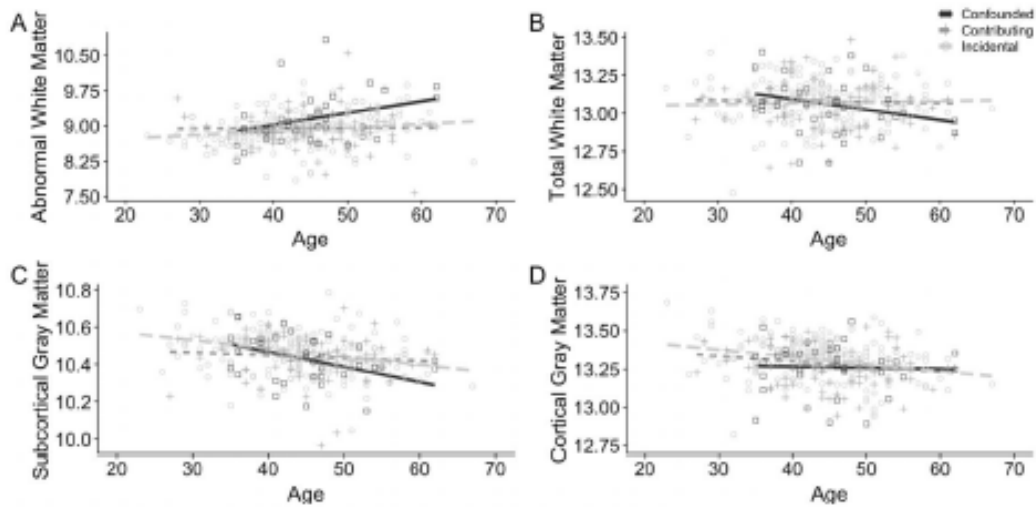 A
Abnormal White Matter
10.50
9.75
9.00
8.25
7.50
20 30 40 50 60 70
Age
B
Total White Matter
13.50
13.25
13.00
12.75
12.50
20 30 40 50 60 70
Age
Confounded
Contributing
Incidental
C
Subcortical Gray Matter
10.8
10.6
10.4
10.2
10.0
20 30 40 50 60 70
Age
D
Cortical Gray Matter
13.75
13.50
13.25
13.00
12.75
20 30 40 50 60 70
Age